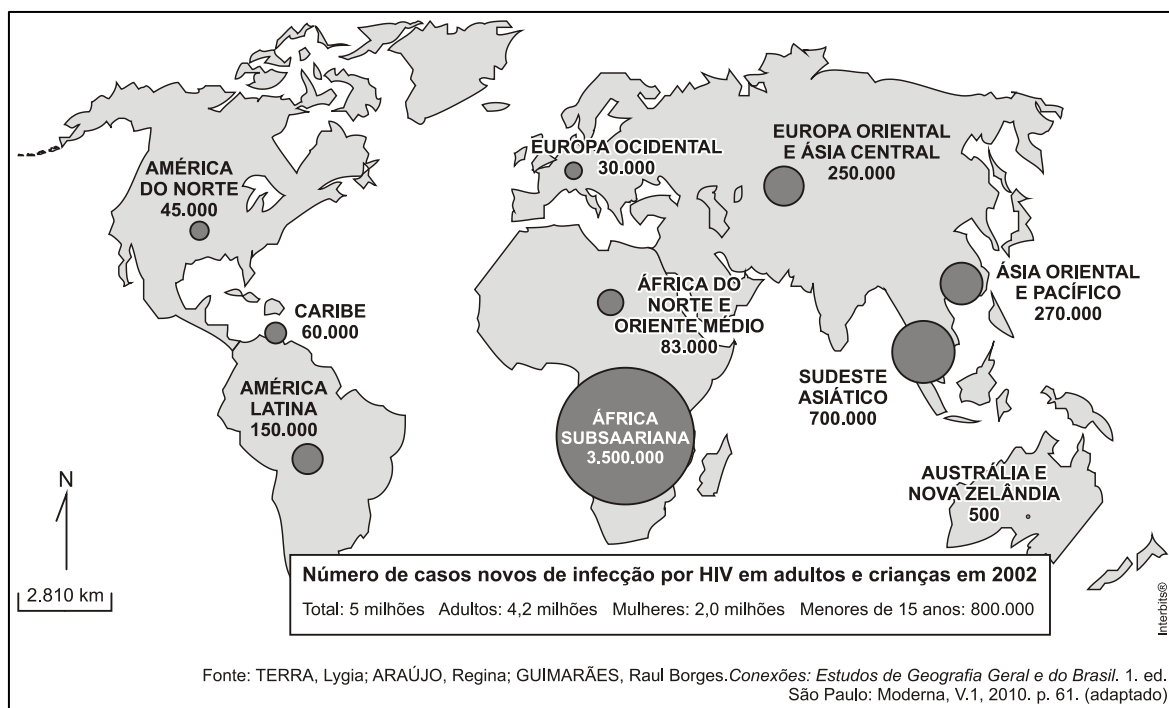 EUROPA OCIDENTAL
30.000
EUROPA ORIENTAL
E ÁSIA CENTRAL
250.000
AMÉRICA
DO NORTE
45.000
ÁFRICA DO
NORTE E
ORIENTE MÉDIO
83.000
ÁSIA ORIENTAL
E PACÍFICO
270.000
CARIBE
60.000
AMÉRICA
LATINA
150.000
SUDESTE
ASIÁTICO
700.000
ÁFRICA
SUBSAARIANA
3.500.000
AUSTRÁLIA E
NOVA ZELÂNDIA
500
N
2.810 km
Número de casos novos de infecção por HIV em adultos e crianças em 2002
Total: 5 milhões Adultos: 4,2 milhões Mulheres: 2,0 milhões Menores de 15 anos: 800.000
Interbits®
Fonte: TERRA, Lygia; ARAÚJO, Regina; GUIMARÃES, Raul Borges.Conexões: Estudos de Geografia Geral e do Brasil. 1. ed.
São Paulo: Moderna, V.1, 2010. p. 61. (adaptado)